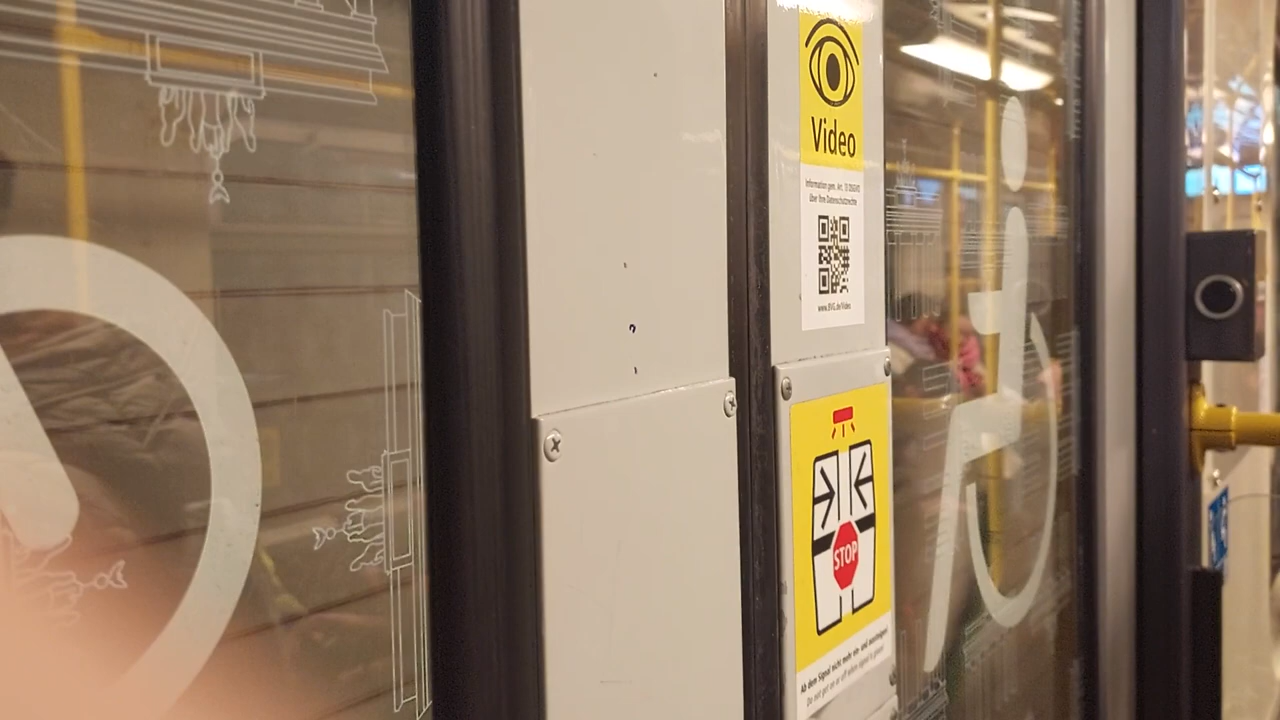 Video
Information gem. Art. 13 DSGVO
über Ihre Datenschutzrechte
www.BVG.de/Video
STOP
Ab dem Signal nicht mehr ein- und aussteigen
Do not get on or off when signal is given!